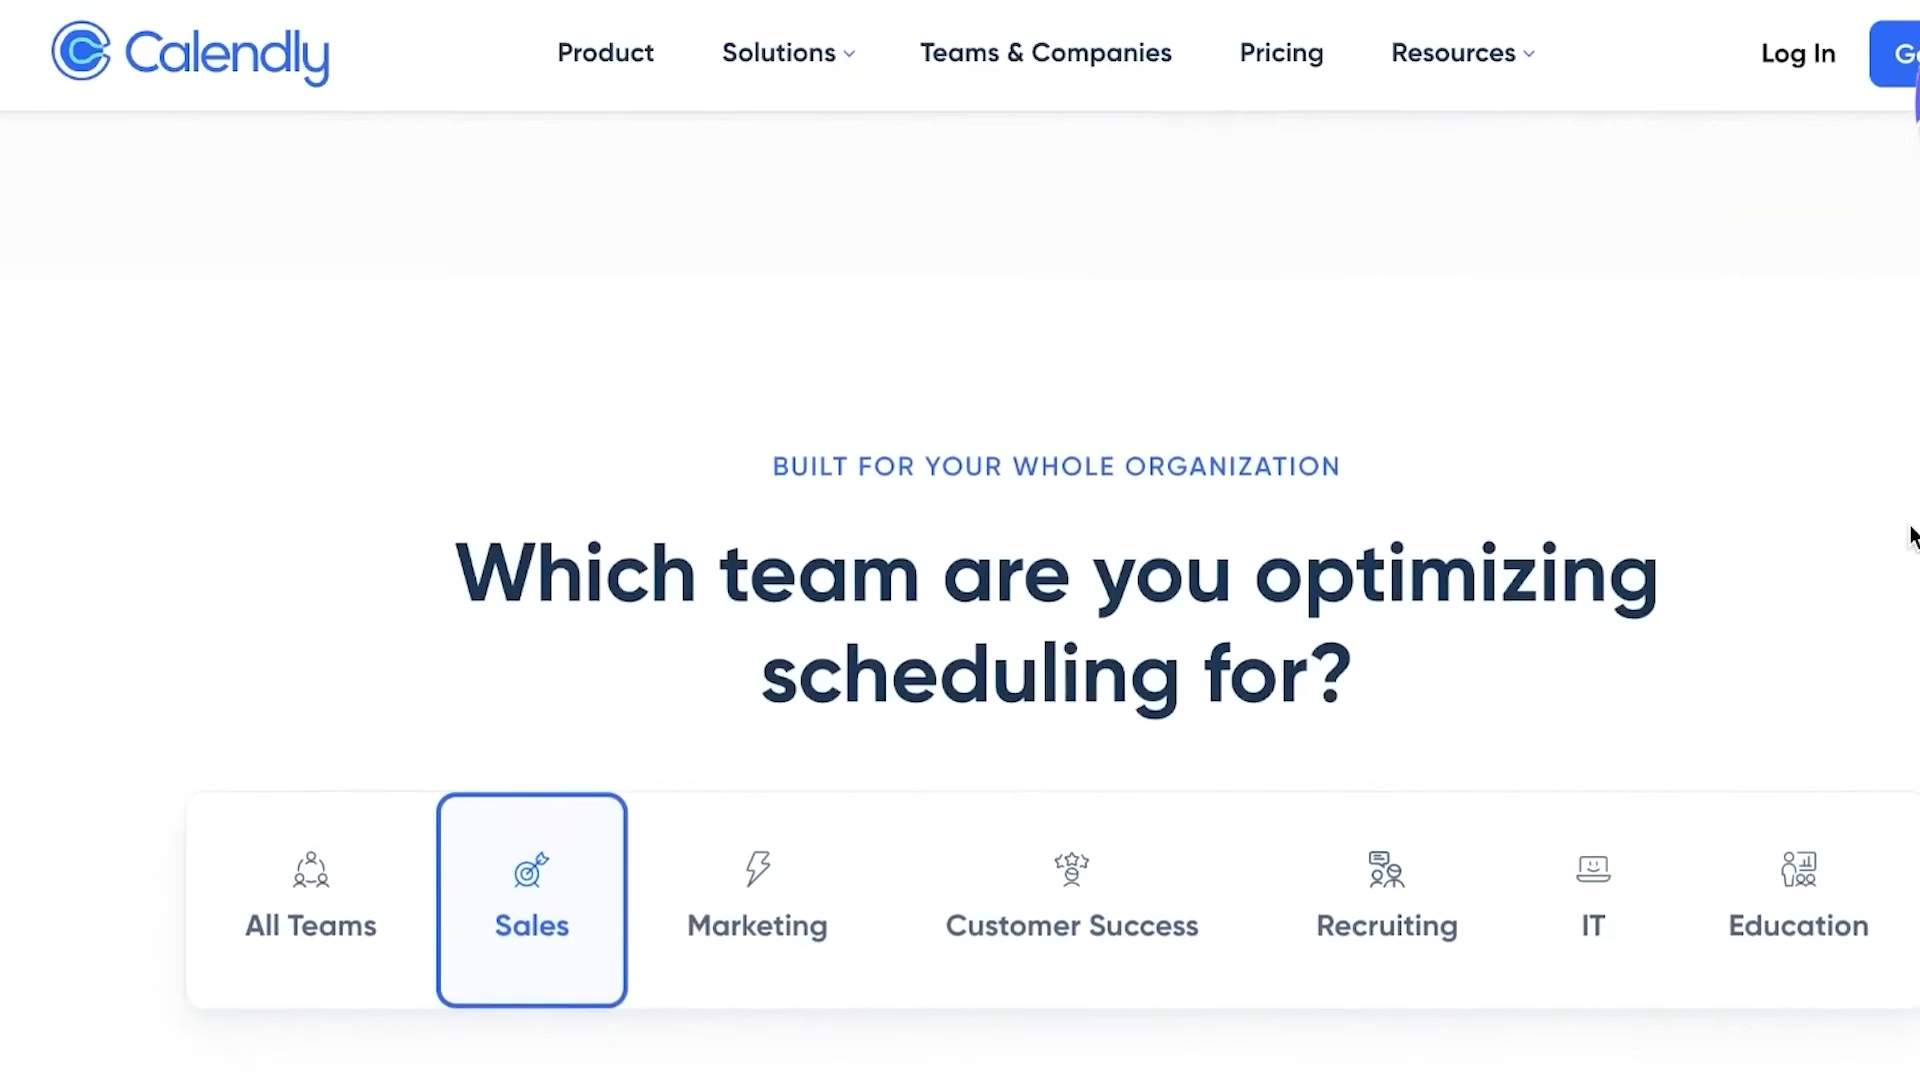 Calendly
Product
Solutions
Teams & Companies
Pricing
Resources
Log In
BUILT FOR YOUR WHOLE ORGANIZATION
Which team are you optimizing
scheduling for?
All Teams
Sales
Marketing
Customer Success
Recruiting
IT
Education